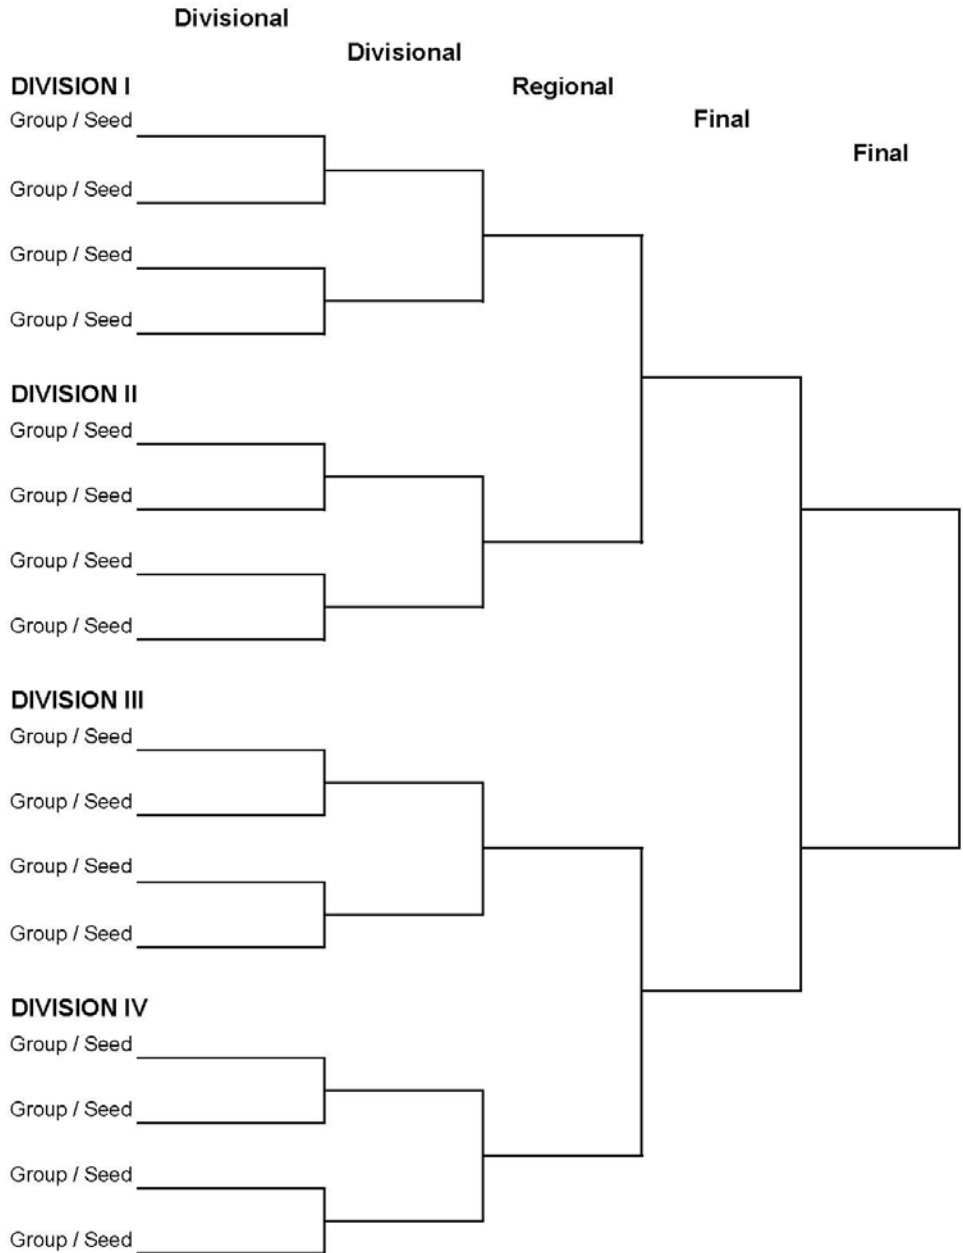 Divisional
Divisional
DIVISION I
Regional
Group / Seed
Final
Final
Group / Seed
Group / Seed
Group / Seed
DIVISION II
Group / Seed
Group / Seed
Group / Seed
Group / Seed
DIVISION III
Group / Seed
Group / Seed
Group / Seed
Group / Seed
DIVISION IV
Group / Seed
Group / Seed
Group / Seed
Group / Seed